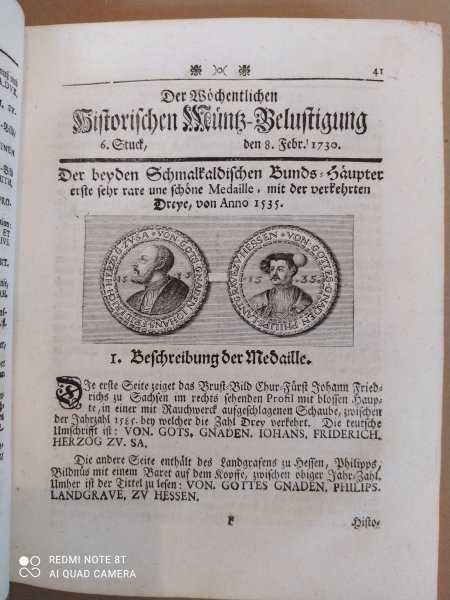 41
Der Wöchentlichen
Historischen Müntz-Belustigung
6. Stuck, den 8. Febr. 1730.
Der beyden Schmalkaldischen Bunds-Häupter
erste sehr rare une schöne Medaille, mit der verkehrten
Dreye, von Anno 1535.
1. Beschreibung der Medaille.
Die erste Seite zeiget das Brust-Bild Chur-Fürst Johann Fried-
richs zu Sachsen im rechts sehenden Profil mit blossen Haup-
te, in einer mit Rauchwerck aufgeschlagenen Schaube, zwischen
der Jahrzahl 1585. bey welcher die Zahl Drey verkehrt. Die teutsche
Umschrifft ist: VON. GOTS, GNADEN. IOHANS, FRIDERICH.
HERZOG ZV. SA.
Die andere Seite enthält des Landgrafens zu Hessen, Philipps,
Bildnüs mit einem Baret auf dem Kopffe, zwischen obiger Jahr-Zahl.
Umher ist der Tittel zu lesen: VON. GOTTES GNADEN. PHILIPS.
LANDGRAVE, ZV HESSEN.
F Histo-
REDMI NOTE 8T
AI QUAD CAMERA